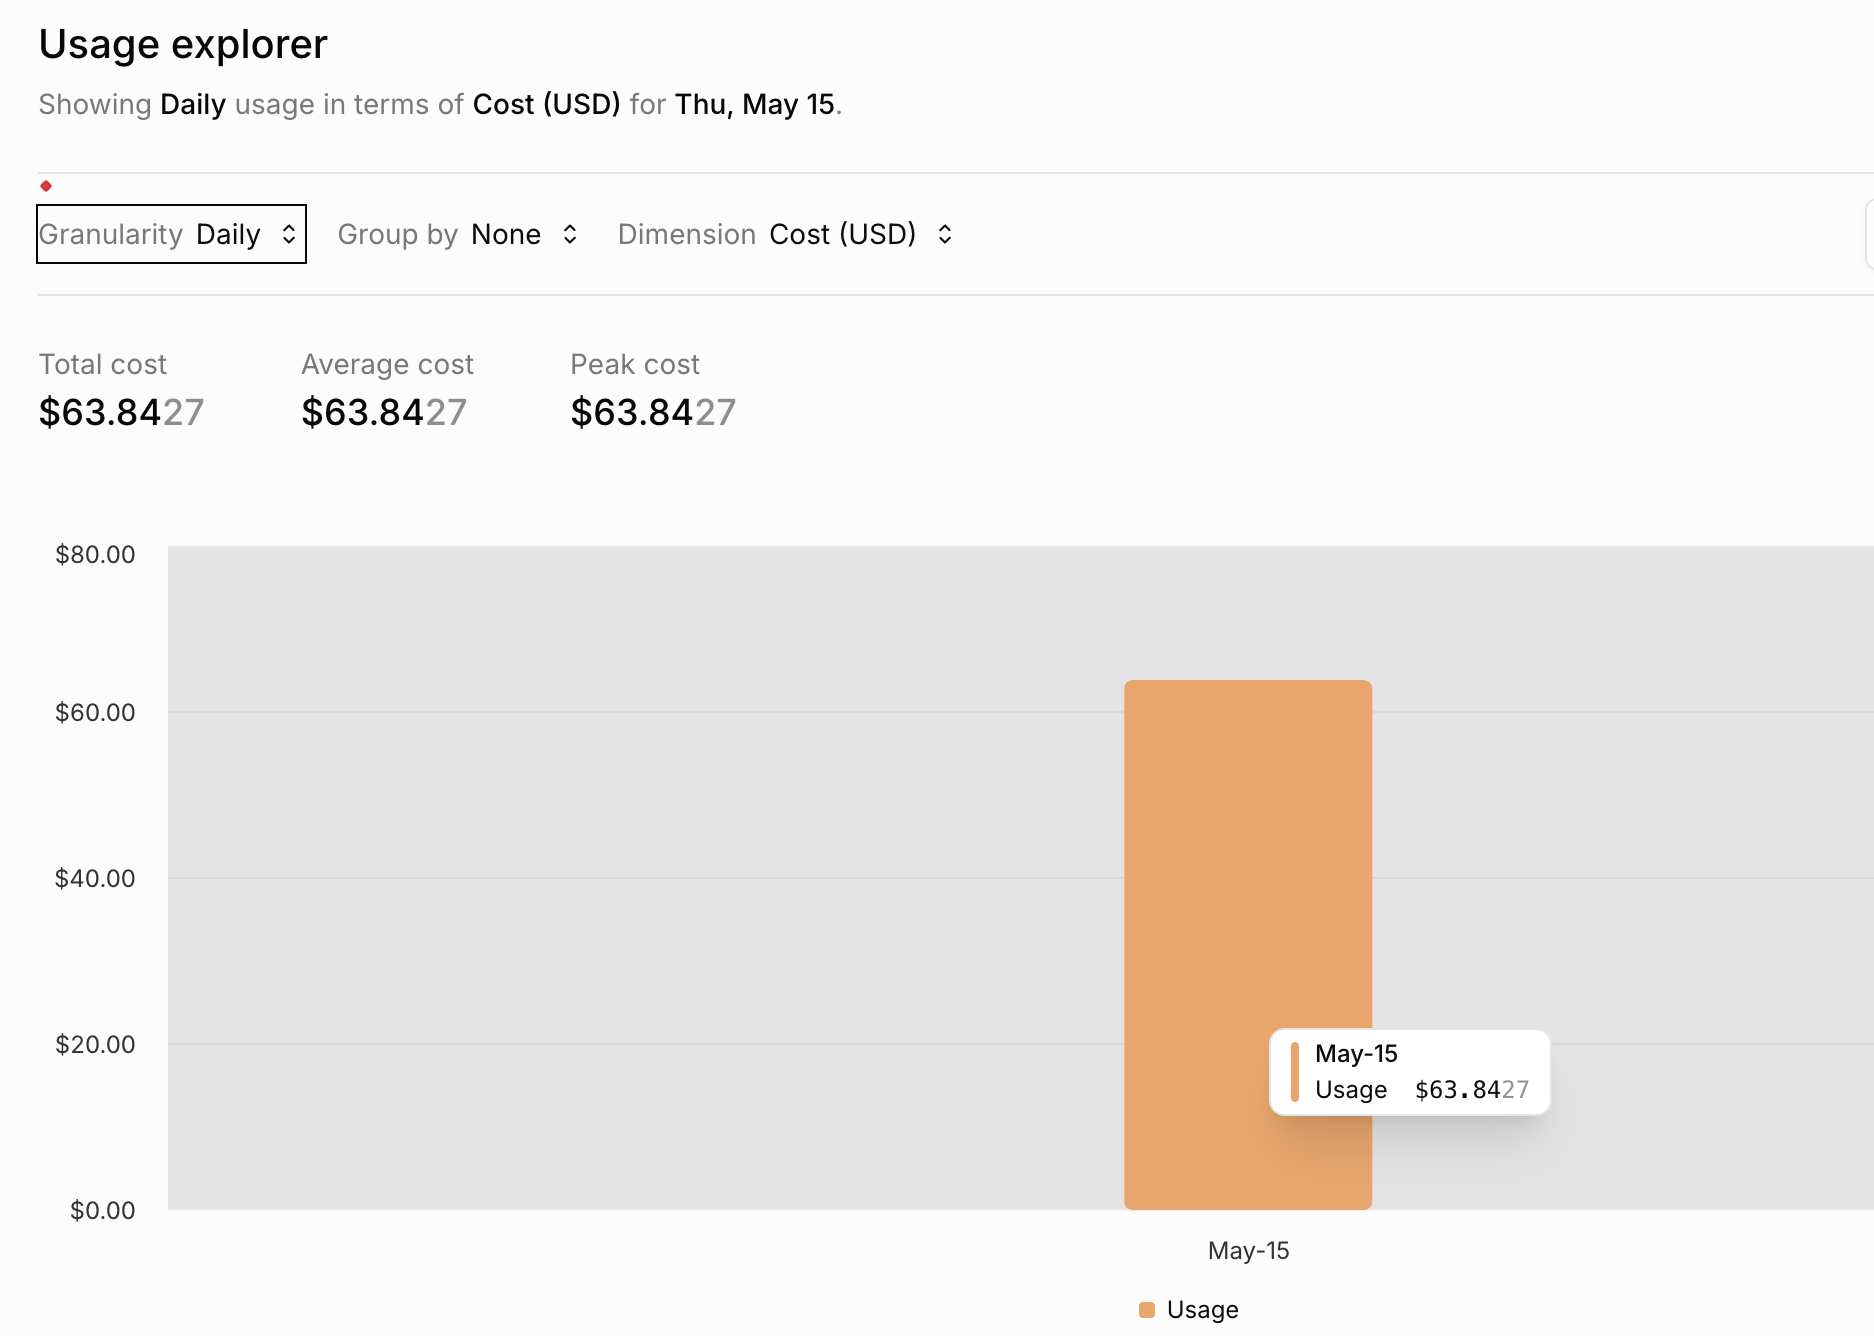 Usage explorer
Showing Daily usage in terms of Cost (USD) for Thu, May 15.
Granularity Daily Group by None Dimension Cost (USD)
Total cost Average cost Peak cost
$63.8427 $63.8427 $63.8427
$80.00
$60.00
$40.00
$20.00
May-15
Usage $63.8427
$0.00
May-15
Usage